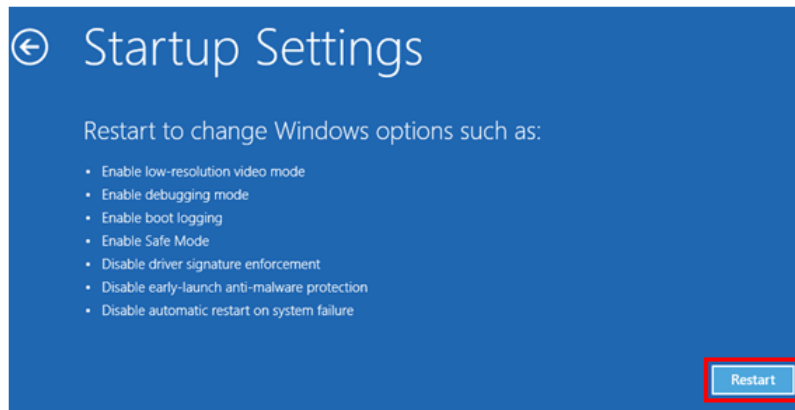 Startup Settings
Restart to change Windows options such as:
• Enable low-resolution video mode
• Enable debugging mode
• Enable boot logging
• Enable Safe Mode
• Disable driver signature enforcement
• Disable early-launch anti-malware protection
• Disable automatic restart on system failure
Restart